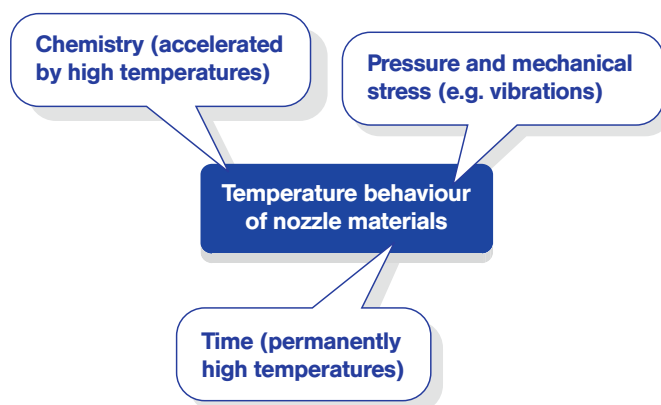 Chemistry (accelerated
by high temperatures)
Pressure and mechanical
stress (e.g. vibrations)
Temperature behaviour
of nozzle materials
Time (permanently
high temperatures)